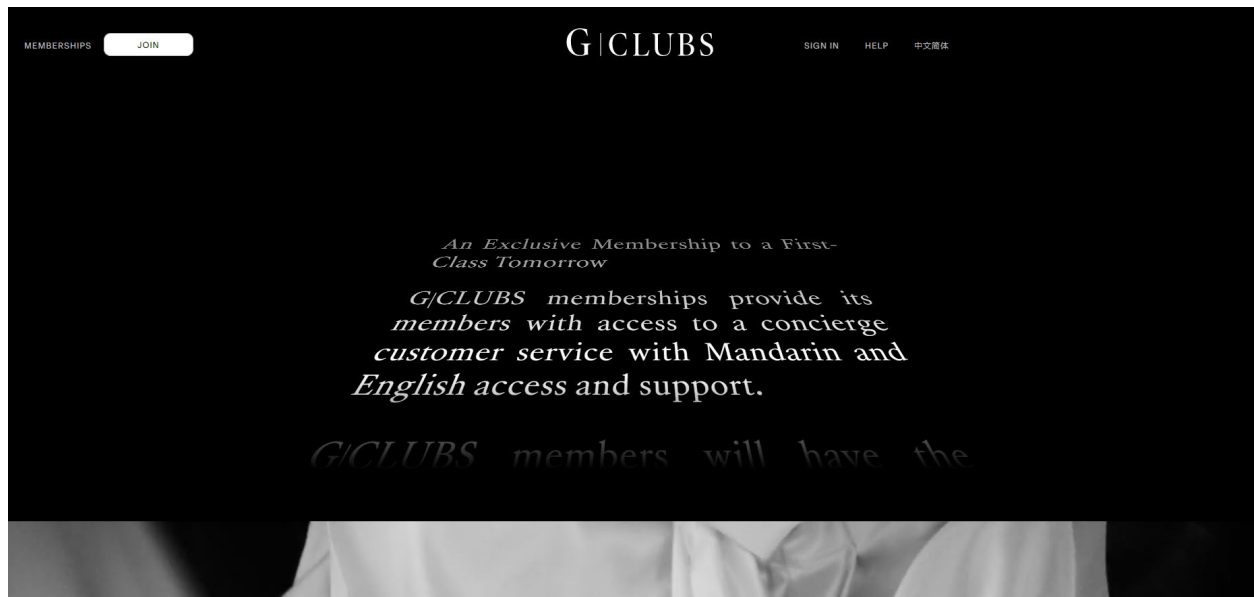 MEMBERSHIPS
JOIN
G|CLUBS
SIGN IN
HELP
中文简体
An Exclusive Membership to a First-
Class Tomorrow
G|CLUBS memberships provide its
members with access to a concierge
customer service with Mandarin and
English access and support.
G|CLUBS members will have the